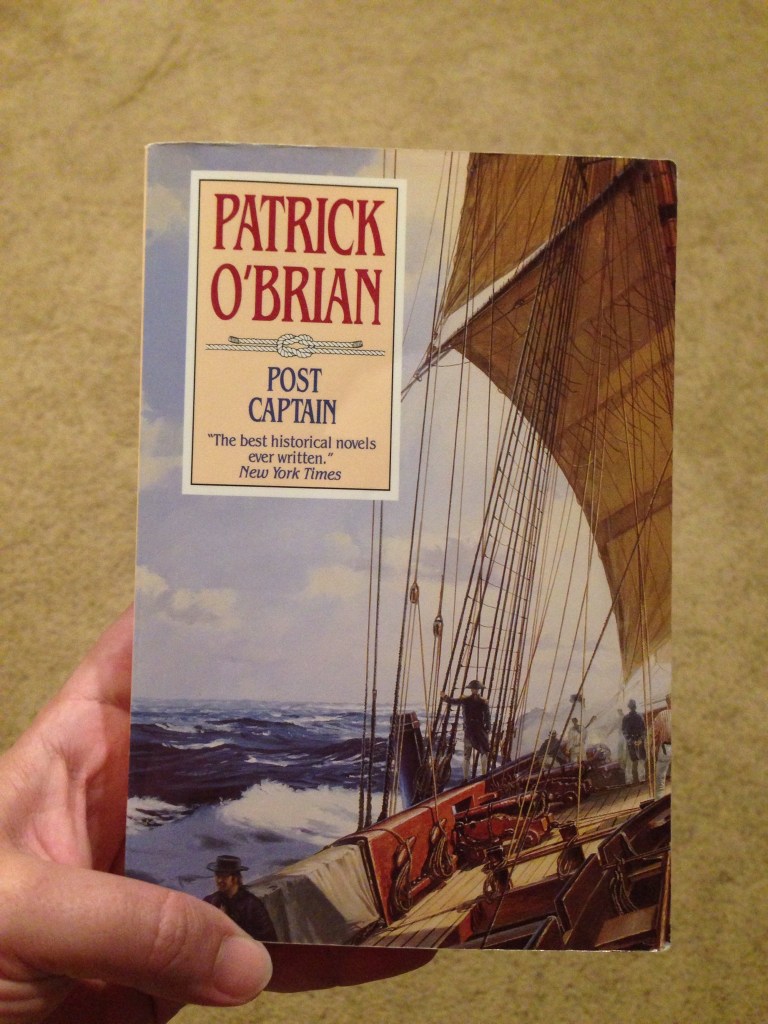 PATRICK
O'BRIAN
POST
CAPTAIN
"The best historical novels
ever written."
New York Times